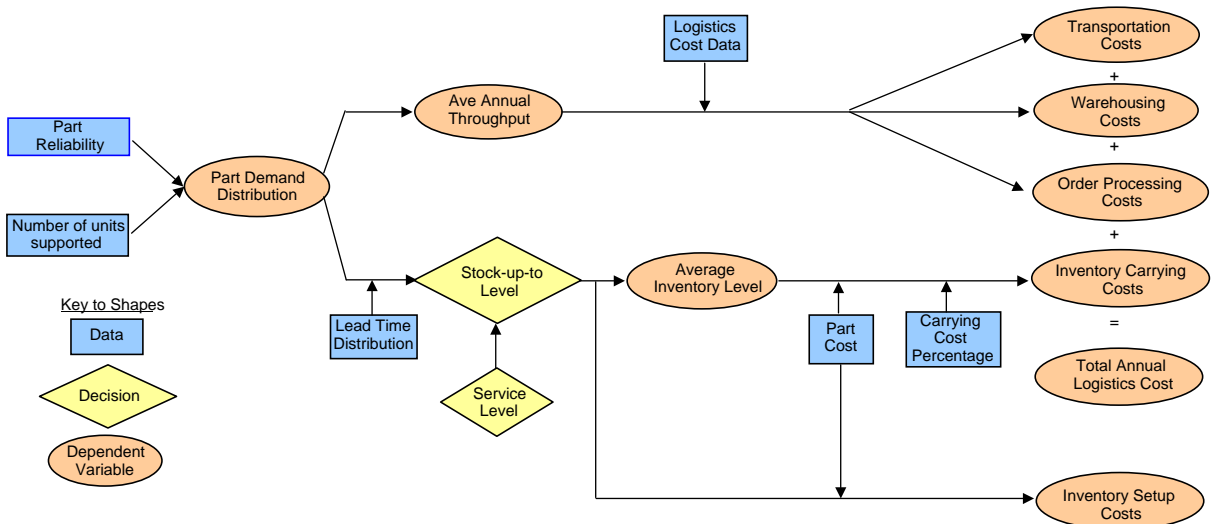 Logistics
Cost Data
Transportation
Costs
+
Ave Annual
Throughput
Warehousing
Costs
+
Part
Reliability
Part Demand
Distribution
Order Processing
Costs
+
Number of units
supported
Stock-up-to
Level
Average
Inventory Level
Inventory Carrying
Costs
=
Key to Shapes
Data
Lead Time
Distribution
Part
Cost
Carrying
Cost
Percentage
Total Annual
Logistics Cost
Decision
Service
Level
Dependent
Variable
Inventory Setup
Costs